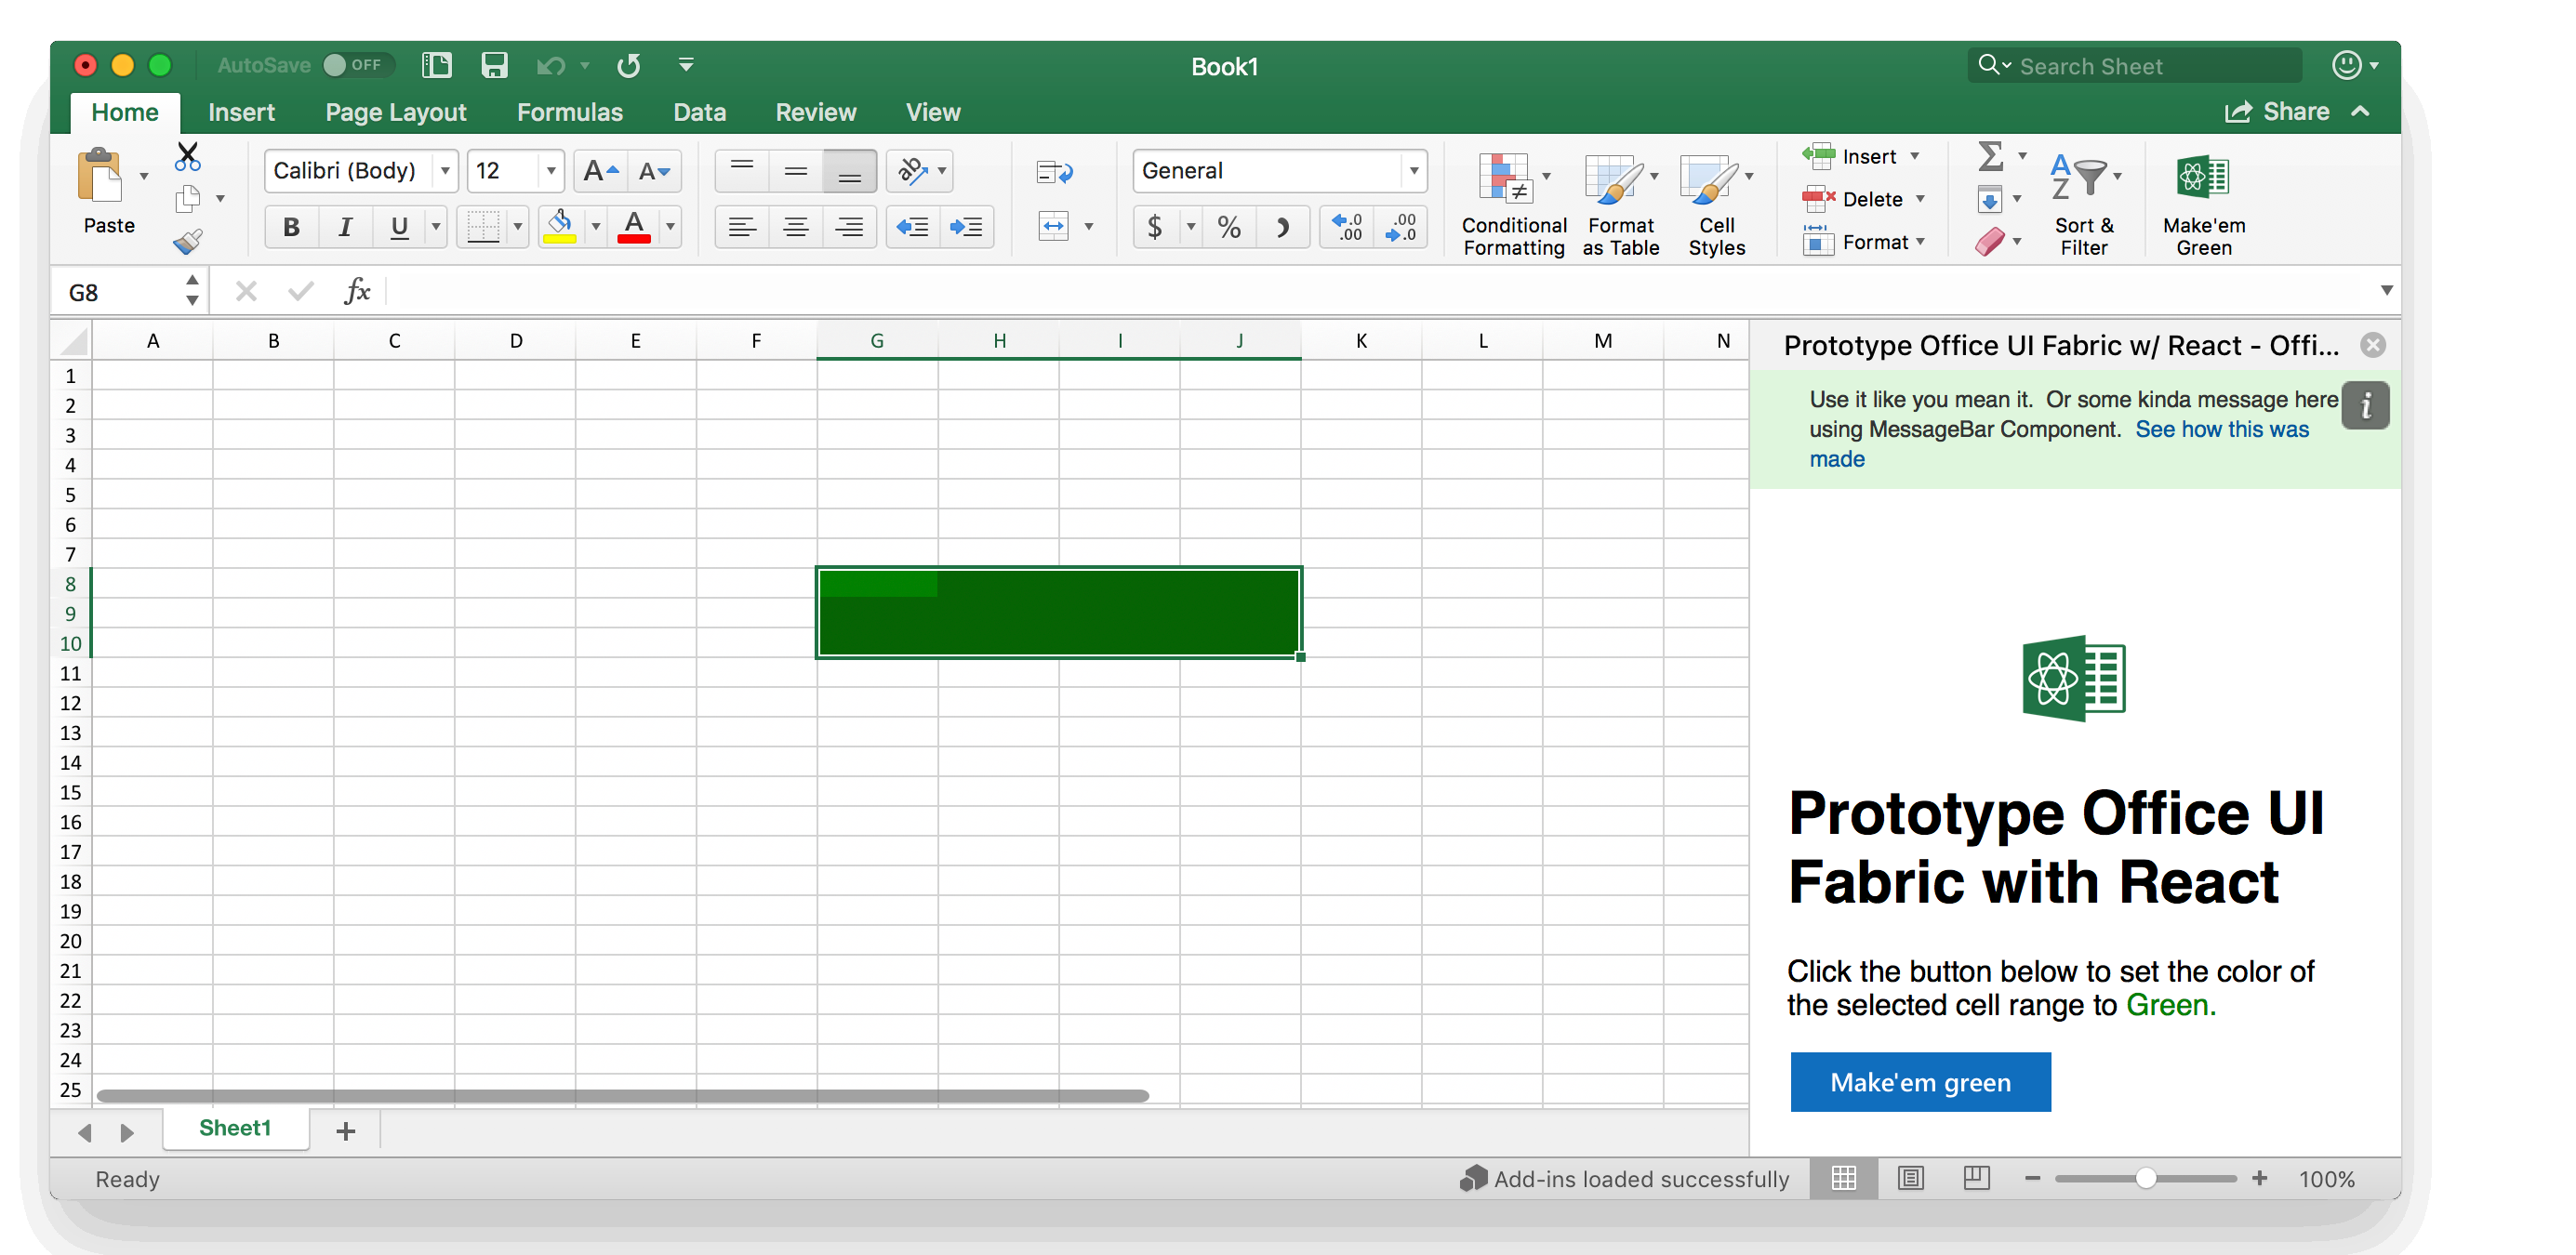 AutoSave OFF
Book1
Search Sheet
Home Insert Page Layout Formulas Data Review View
Share
Paste
Calibri (Body) 12 A A
B I U A
General
$ % .0 .00 .00 .0
Conditional Formatting
Format as Table
Cell Styles
Insert
Delete
Format
Σ
A Z
Sort & Filter
Make'em Green
G8 fx
A B C D E F G H I J K L M N
1
2
3
4
5
6
7
8
9
10
11
12
13
14
15
16
17
18
19
20
21
22
23
24
25
Prototype Office UI Fabric w/ React - Offi...
Use it like you mean it. Or some kinda message here
using MessageBar Component. See how this was
made
i
Prototype Office UI
Fabric with React
Click the button below to set the color of
the selected cell range to Green.
Make'em green
Sheet1 +
Ready
Add-ins loaded successfully
100%